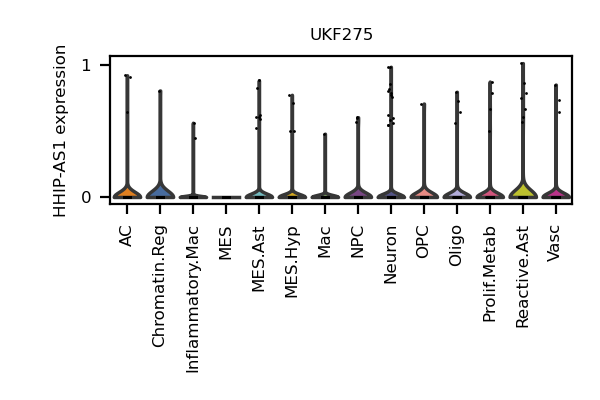 UKF275
HHIP-AS1 expression
1
0
AC
Chromatin.Reg
Inflammatory.Mac
MES
MES.Ast
MES.Hyp
Mac
NPC
Neuron
OPC
Oligo
Prolif.Metab
Reactive.Ast
Vasc